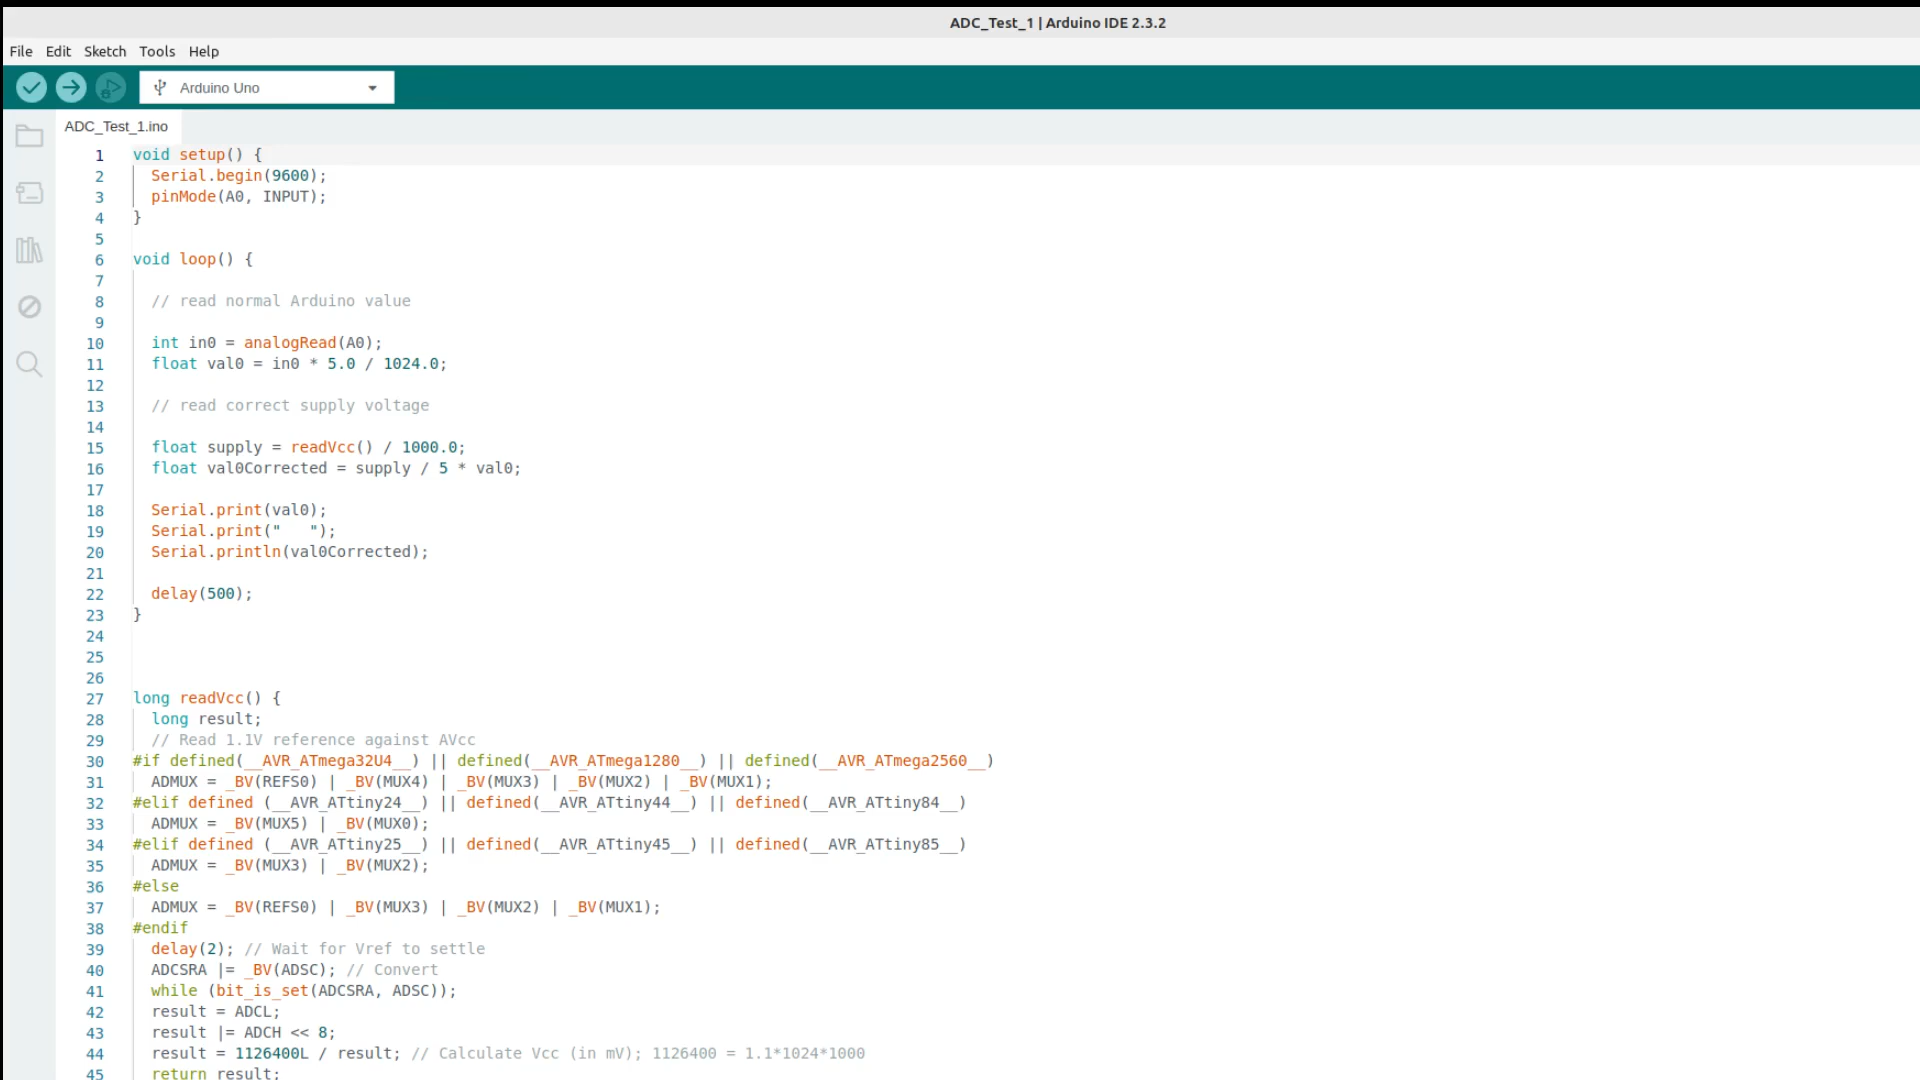 ADC_Test_1 | Arduino IDE 2.3.2
File Edit Sketch Tools Help
Arduino Uno
ADC_Test_1.ino
1 void setup() {
2   Serial.begin(9600);
3   pinMode(A0, INPUT);
4 }
5
6 void loop() {
7
8   // read normal Arduino value
9
10   int in0 = analogRead(A0);
11   float val0 = in0 * 5.0 / 1024.0;
12
13   // read correct supply voltage
14
15   float supply = readVcc() / 1000.0;
16   float val0Corrected = supply / 5 * val0;
17
18   Serial.print(val0);
19   Serial.print("   ");
20   Serial.println(val0Corrected);
21
22   delay(500);
23 }
24
25
26
27 long readVcc() {
28   long result;
29   // Read 1.1V reference against AVcc
30 #if defined(__AVR_ATmega32U4__) || defined(__AVR_ATmega1280__) || defined(__AVR_ATmega2560__)
31   ADMUX = _BV(REFS0) | _BV(MUX4) | _BV(MUX3) | _BV(MUX2) | _BV(MUX1);
32 #elif defined (__AVR_ATtiny24__) || defined(__AVR_ATtiny44__) || defined(__AVR_ATtiny84__)
33   ADMUX = _BV(MUX5) | _BV(MUX0);
34 #elif defined (__AVR_ATtiny25__) || defined(__AVR_ATtiny45__) || defined(__AVR_ATtiny85__)
35   ADMUX = _BV(MUX3) | _BV(MUX2);
36 #else
37   ADMUX = _BV(REFS0) | _BV(MUX3) | _BV(MUX2) | _BV(MUX1);
38 #endif
39   delay(2); // Wait for Vref to settle
40   ADCSRA |= _BV(ADSC); // Convert
41   while (bit_is_set(ADCSRA, ADSC));
42   result = ADCL;
43   result |= ADCH << 8;
44   result = 1126400L / result; // Calculate Vcc (in mV); 1126400 = 1.1*1024*1000
45   return result;